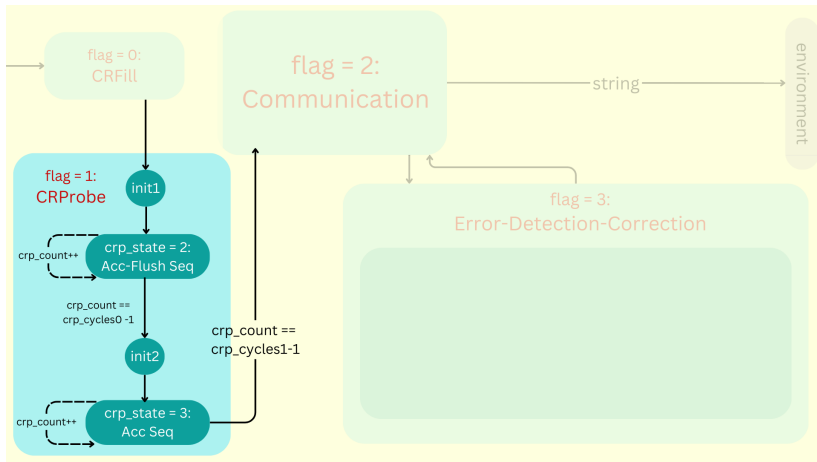 flag = 0:
CRFill
flag = 2:
Communication
string
environment
flag = 1:
CRProbe
init1
crp_state = 2:
Acc-Flush Seq
crp_count++
crp_count ==
crp_cycles0 -1
init2
crp_state = 3:
Acc Seq
crp_count++
crp_count ==
crp_cycles1-1
flag = 3:
Error-Detection-Correction